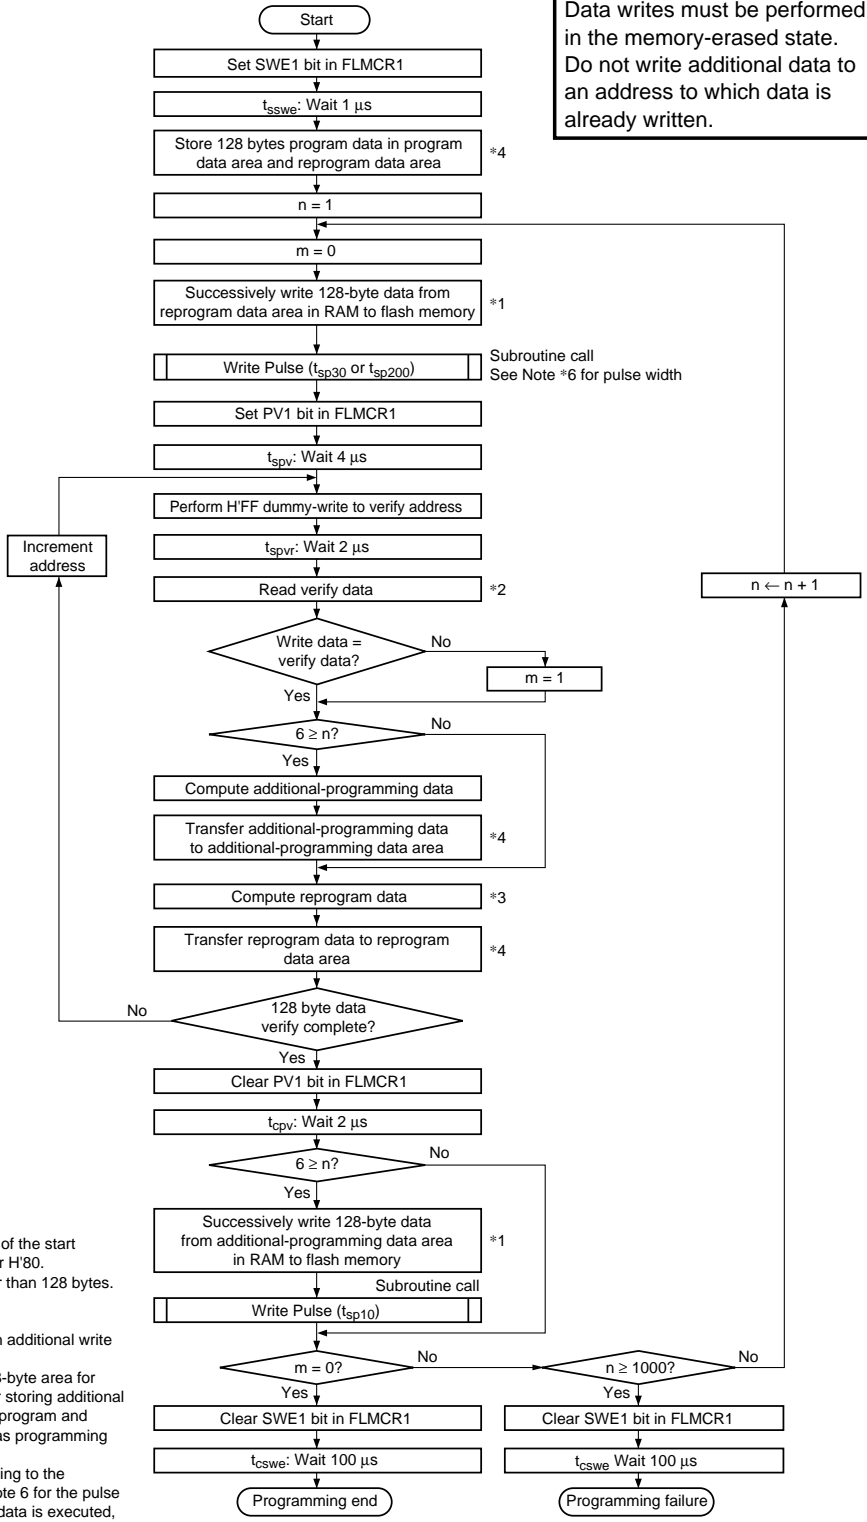 Start
Data writes must be performed
in the memory-erased state.
Do not write additional data to
an address to which data is
already written.
Set SWE1 bit in FLMCR1
tsswe: Wait 1 μs
Store 128 bytes program data in program
data area and reprogram data area
*4
n = 1
m = 0
Successively write 128-byte data from
reprogram data area in RAM to flash memory
*1
Write Pulse (tsp30 or tsp200)
Subroutine call
See Note *6 for pulse width
Set PV1 bit in FLMCR1
tspv: Wait 4 μs
Perform H'FF dummy-write to verify address
Increment
address
tspvr: Wait 2 μs
Read verify data
*2
n ← n + 1
Write data =
verify data?
No
m = 1
Yes
6 ≥ n?
No
Yes
Compute additional-programming data
Transfer additional-programming data
to additional-programming data area
*4
Compute reprogram data
*3
Transfer reprogram data to reprogram
data area
*4
128 byte data
verify complete?
No
Yes
Clear PV1 bit in FLMCR1
tcpv: Wait 2 μs
6 ≥ n?
No
Yes
Successively write 128-byte data
from additional-programming data area
in RAM to flash memory
*1
Subroutine call
Write Pulse (tsp10)
m = 0?
No
n ≥ 1000?
No
Yes
Yes
Clear SWE1 bit in FLMCR1
Clear SWE1 bit in FLMCR1
tcswe: Wait 100 μs
tcswe Wait 100 μs
Programming end
Programming failure
of the start
r H'80.
r than 128 bytes.
n additional write
-byte area for
r storing additional
program and
as programming
ing to the
ote 6 for the pulse
data is executed,